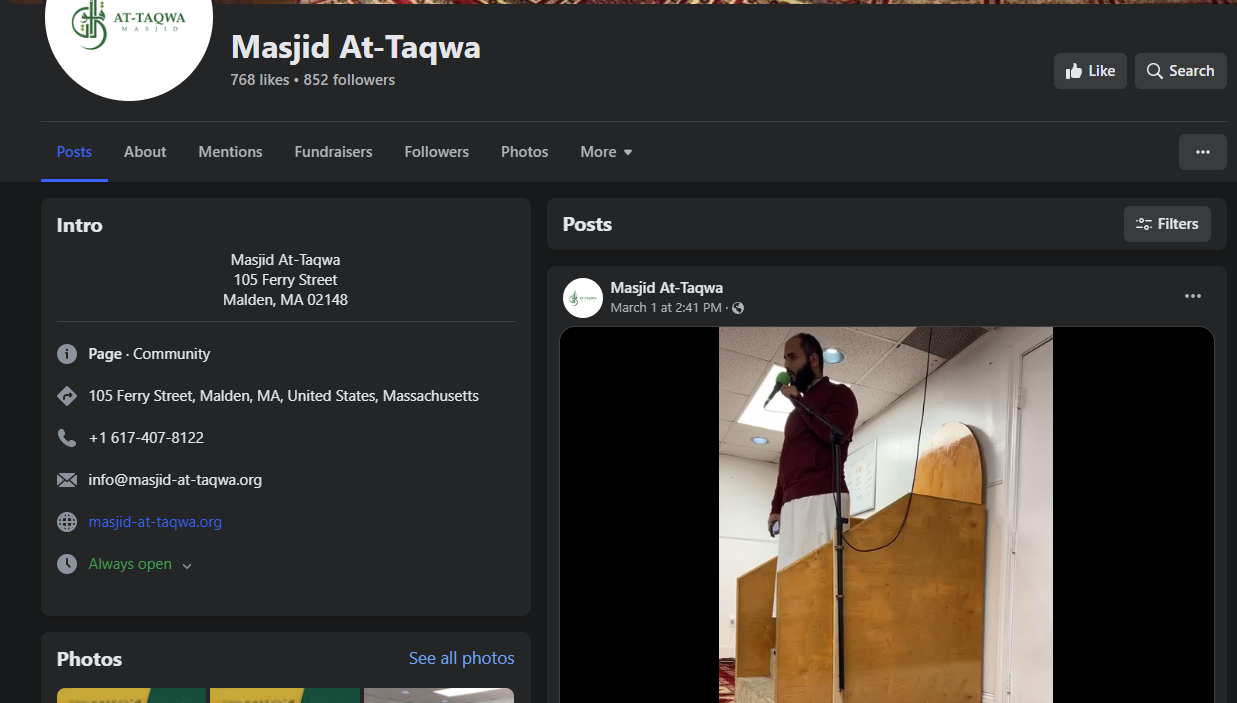 AT-TAQWA
MASJID
Masjid At-Taqwa
768 likes • 852 followers
Like
Search
Posts
About
Mentions
Fundraisers
Followers
Photos
More
Intro
Masjid At-Taqwa
105 Ferry Street
Malden, MA 02148
Page · Community
105 Ferry Street, Malden, MA, United States, Massachusetts
+1 617-407-8122
info@masjid-at-taqwa.org
masjid-at-taqwa.org
Always open
Photos
See all photos
Posts
Filters
Masjid At-Taqwa
March 1 at 2:41 PM ·